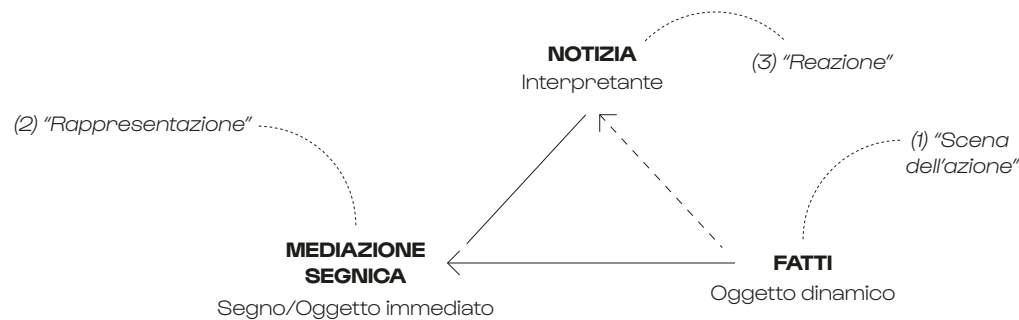 NOTIZIA
Interpretante
(3) “Reazione”
(2) “Rappresentazione”
(1) “Scena
dell’azione”
MEDIAZIONE
SEGNICA
Segno/Oggetto immediato
FATTI
Oggetto dinamico